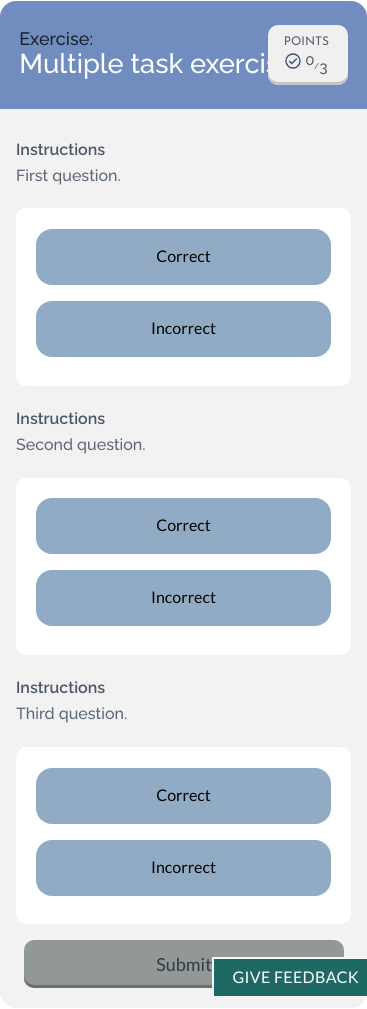 Exercise:
Multiple task exercis
POINTS
0/3
Instructions
First question.
Correct
Incorrect
Instructions
Second question.
Correct
Incorrect
Instructions
Third question.
Correct
Incorrect
Submit
GIVE FEEDBACK